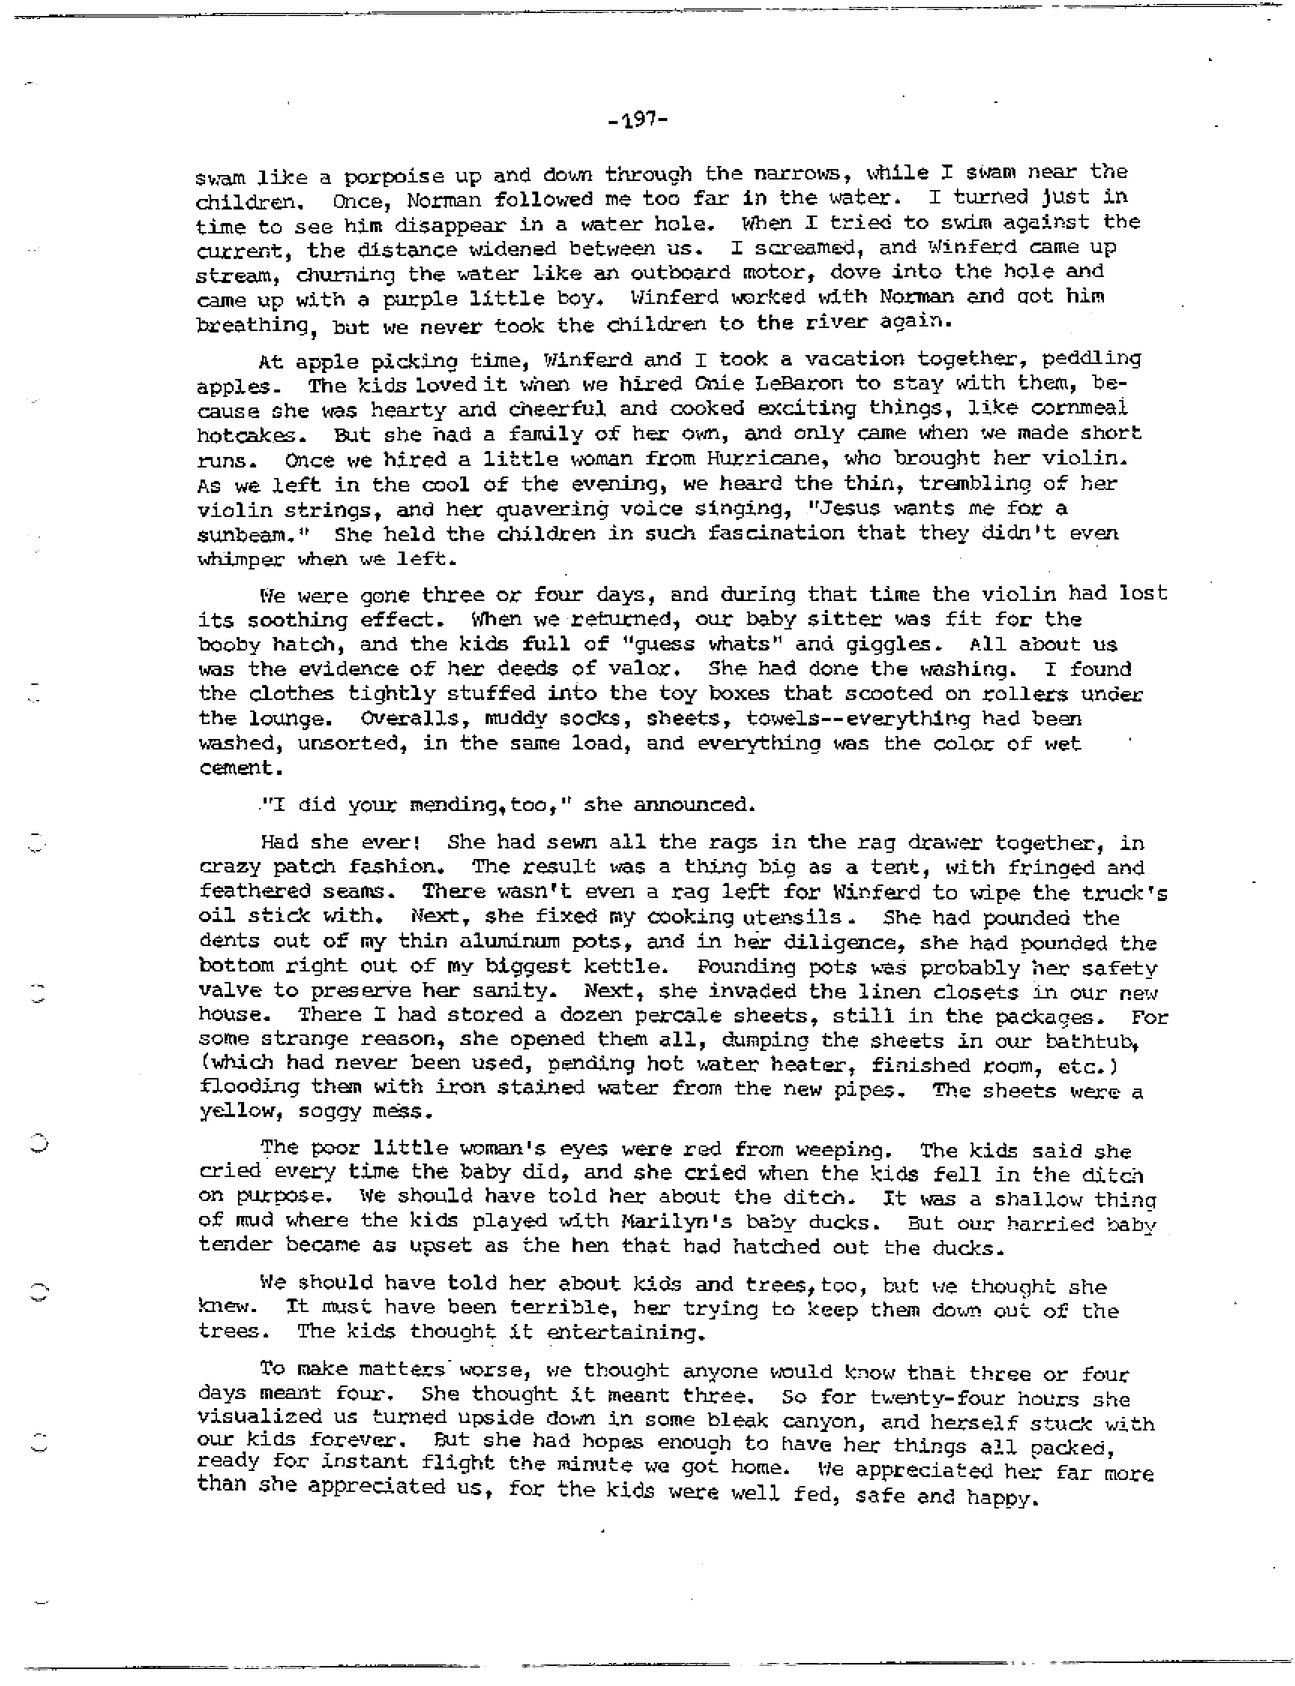 -197-
swam like a porpoise up and down through the narrows, while I swam near the
children. Once, Norman followed me too far in the water. I turned just in
time to see him disappear in a water hole. When I tried to swim against the
current, the distance widened between us. I screamed, and Winferd came up
stream, churning the water like an outboard motor, dove into the hole and
came up with a purple little boy. Winferd worked with Norman and got him
breathing, but we never took the children to the river again.
At apple picking time, Winferd and I took a vacation together, peddling
apples. The kids loved it when we hired Onie LeBaron to stay with them, be-
cause she was hearty and cheerful and cooked exciting things, like cornmeal
hotcakes. But she had a family of her own, and only came when we made short
runs. Once we hired a little woman from Hurricane, who brought her violin.
As we left in the cool of the evening, we heard the thin, trembling of her
violin strings, and her quavering voice singing, "Jesus wants me for a
sunbeam." She held the children in such fascination that they didn't even
whimper when we left.
We were gone three or four days, and during that time the violin had lost
its soothing effect. When we returned, our baby sitter was fit for the
booby hatch, and the kids full of "guess whats" and giggles. All about us
was the evidence of her deeds of valor. She had done the washing. I found
the clothes tightly stuffed into the toy boxes that scooted on rollers under
the lounge. Overalls, muddy socks, sheets, towels--everything had been
washed, unsorted, in the same load, and everything was the color of wet
cement.
"I did your mending,too," she announced.
Had she ever! She had sewn all the rags in the rag drawer together, in
crazy patch fashion. The result was a thing big as a tent, with fringed and
feathered seams. There wasn't even a rag left for Winferd to wipe the truck's
oil stick with. Next, she fixed my cooking utensils. She had pounded the
dents out of my thin aluminum pots, and in her diligence, she had pounded the
bottom right out of my biggest kettle. Pounding pots was probably her safety
valve to preserve her sanity. Next, she invaded the linen closets in our new
house. There I had stored a dozen percale sheets, still in the packages. For
some strange reason, she opened them all, dumping the sheets in our bathtub,
(which had never been used, pending hot water heater, finished room, etc.)
flooding them with iron stained water from the new pipes. The sheets were a
yellow, soggy mess.
The poor little woman's eyes were red from weeping. The kids said she
cried every time the baby did, and she cried when the kids fell in the ditch
on purpose. We should have told her about the ditch. It was a shallow thing
of mud where the kids played with Marilyn's baby ducks. But our harried baby
tender became as upset as the hen that had hatched out the ducks.
We should have told her about kids and trees,too, but we thought she
knew. It must have been terrible, her trying to keep them down out of the
trees. The kids thought it entertaining.
To make matters worse, we thought anyone would know that three or four
days meant four. She thought it meant three. So for twenty-four hours she
visualized us turned upside down in some bleak canyon, and herself stuck with
our kids forever. But she had hopes enough to have her things all packed,
ready for instant flight the minute we got home. We appreciated her far more
than she appreciated us, for the kids were well fed, safe and happy.